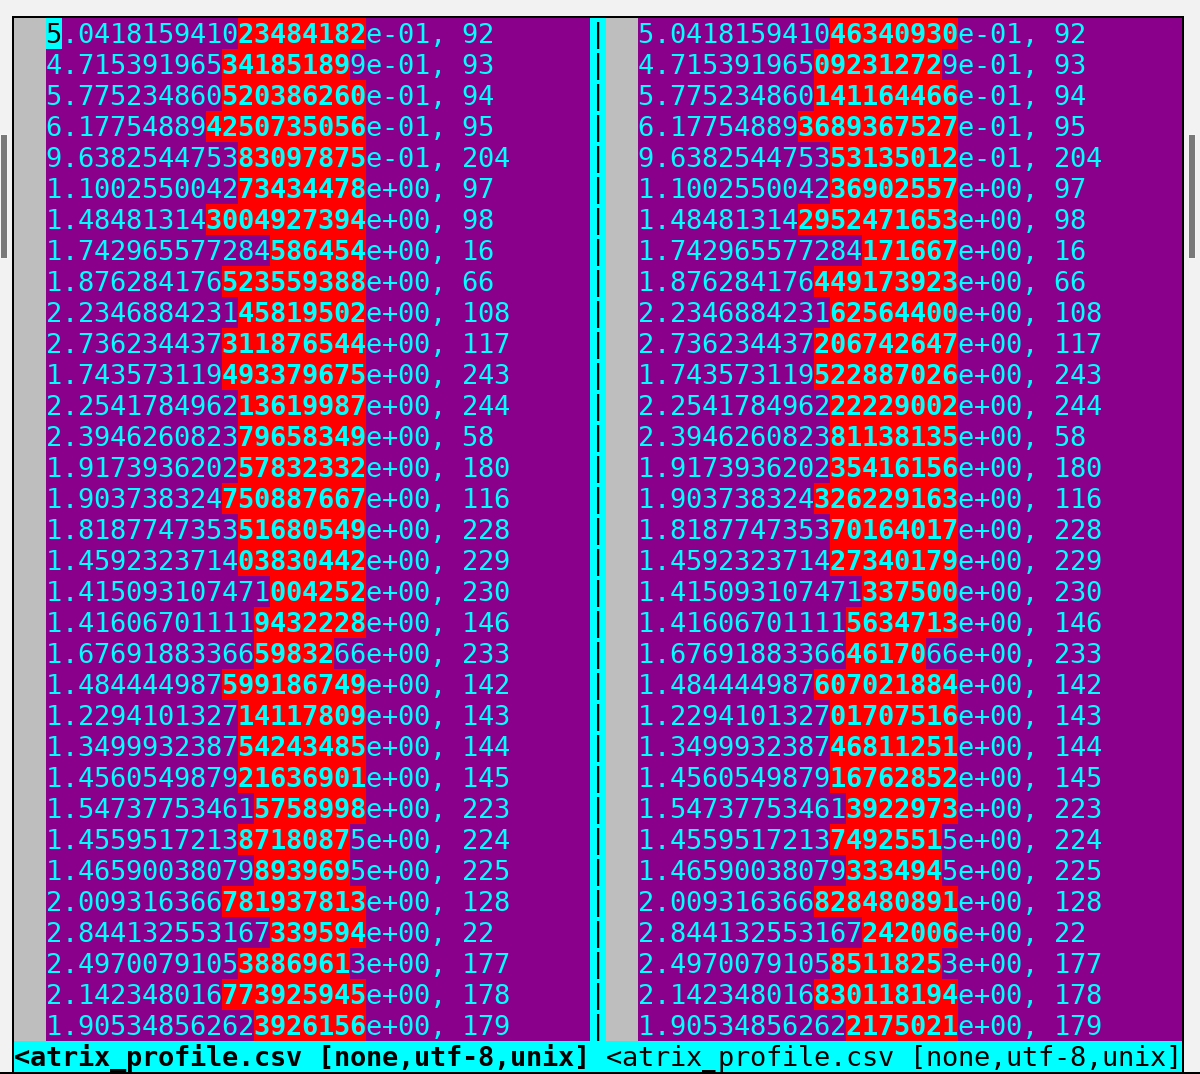 5.04181594102348418​2e-01, 92 | 5.041815941046340930e-01, 92
4.715391965341851899e-01, 93 | 4.715391965092312729e-01, 93
5.775234860520386260e-01, 94 | 5.775234860141164466e-01, 94
6.177548894250735056e-01, 95 | 6.177548893689367527e-01, 95
9.638254475383097875e-01, 204 | 9.638254475353135012e-01, 204
1.100255004273434478e+00, 97 | 1.100255004236902557e+00, 97
1.484813143004927394e+00, 98 | 1.484813142952471653e+00, 98
1.742965577284586454e+00, 16 | 1.742965577284171667e+00, 16
1.876284176523559388e+00, 66 | 1.876284176449173923e+00, 66
2.234688423145819502e+00, 108 | 2.234688423162564400e+00, 108
2.736234437311876544e+00, 117 | 2.736234437206742647e+00, 117
1.743573119493379675e+00, 243 | 1.743573119522887026e+00, 243
2.254178496213619987e+00, 244 | 2.254178496222229002e+00, 244
2.394626082379658349e+00, 58 | 2.394626082381138135e+00, 58
1.917393620257832332e+00, 180 | 1.917393620235416156e+00, 180
1.903738324750887667e+00, 116 | 1.903738324326229163e+00, 116
1.818774735351680549e+00, 228 | 1.818774735370164017e+00, 228
1.459232371403830442e+00, 229 | 1.459232371427340179e+00, 229
1.415093107471004252e+00, 230 | 1.415093107471337500e+00, 230
1.416067011119432228e+00, 146 | 1.416067011115634713e+00, 146
1.676918833665983266e+00, 233 | 1.676918833664617066e+00, 233
1.484444987599186749e+00, 142 | 1.484444987607021884e+00, 142
1.229410132714117809e+00, 143 | 1.229410132701707516e+00, 143
1.349993238754243485e+00, 144 | 1.349993238746811251e+00, 144
1.456054987921636901e+00, 145 | 1.456054987916762852e+00, 145
1.547377534615758998e+00, 223 | 1.547377534613922973e+00, 223
1.455951721387180875e+00, 224 | 1.455951721374925515e+00, 224
1.465900380798939695e+00, 225 | 1.465900380793334945e+00, 225
2.009316366781937813e+00, 128 | 2.009316366828480891e+00, 128
2.844132553167339594e+00, 22 | 2.844132553167242006e+00, 22
2.497007910538869613e+00, 177 | 2.497007910585118253e+00, 177
2.142348016773925945e+00, 178 | 2.142348016830118194e+00, 178
1.905348562623926156e+00, 179 | 1.905348562622175021e+00, 179
<atrix_profile.csv [none,utf-8,unix] <atrix_profile.csv [none,utf-8,unix]